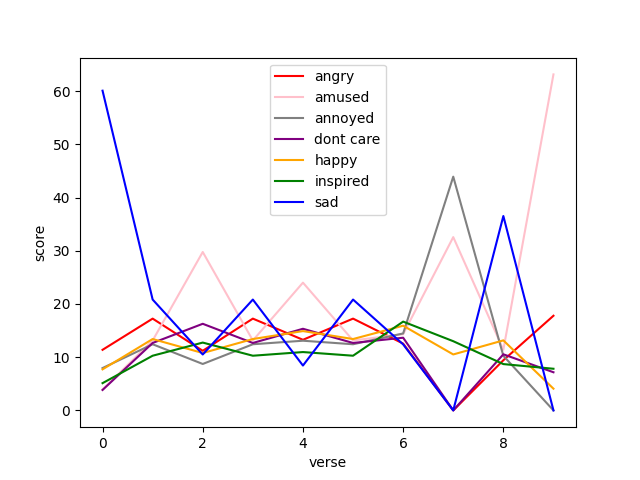 angry
amused
annoyed
dont care
happy
inspired
sad
60
50
40
30
20
10
0
score
0 2 4 6 8
verse